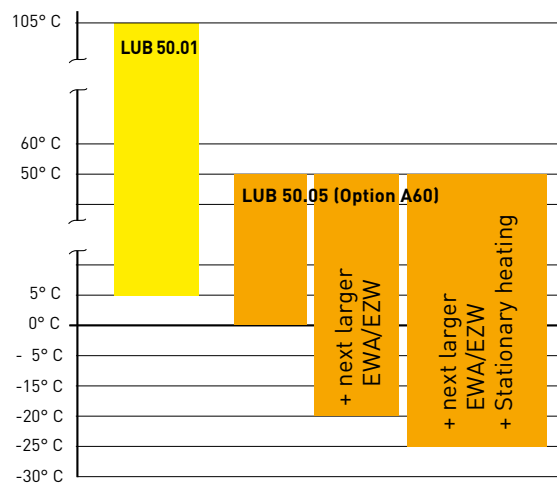 105° C
LUB 50.01
60° C
50° C
LUB 50.05 (Option A60)
5° C
0° C
- 5° C
-15° C
-20° C
-25° C
-30° C
+ next larger
EWA/EZW
+ next larger
EWA/EZW
+ Stationary heating